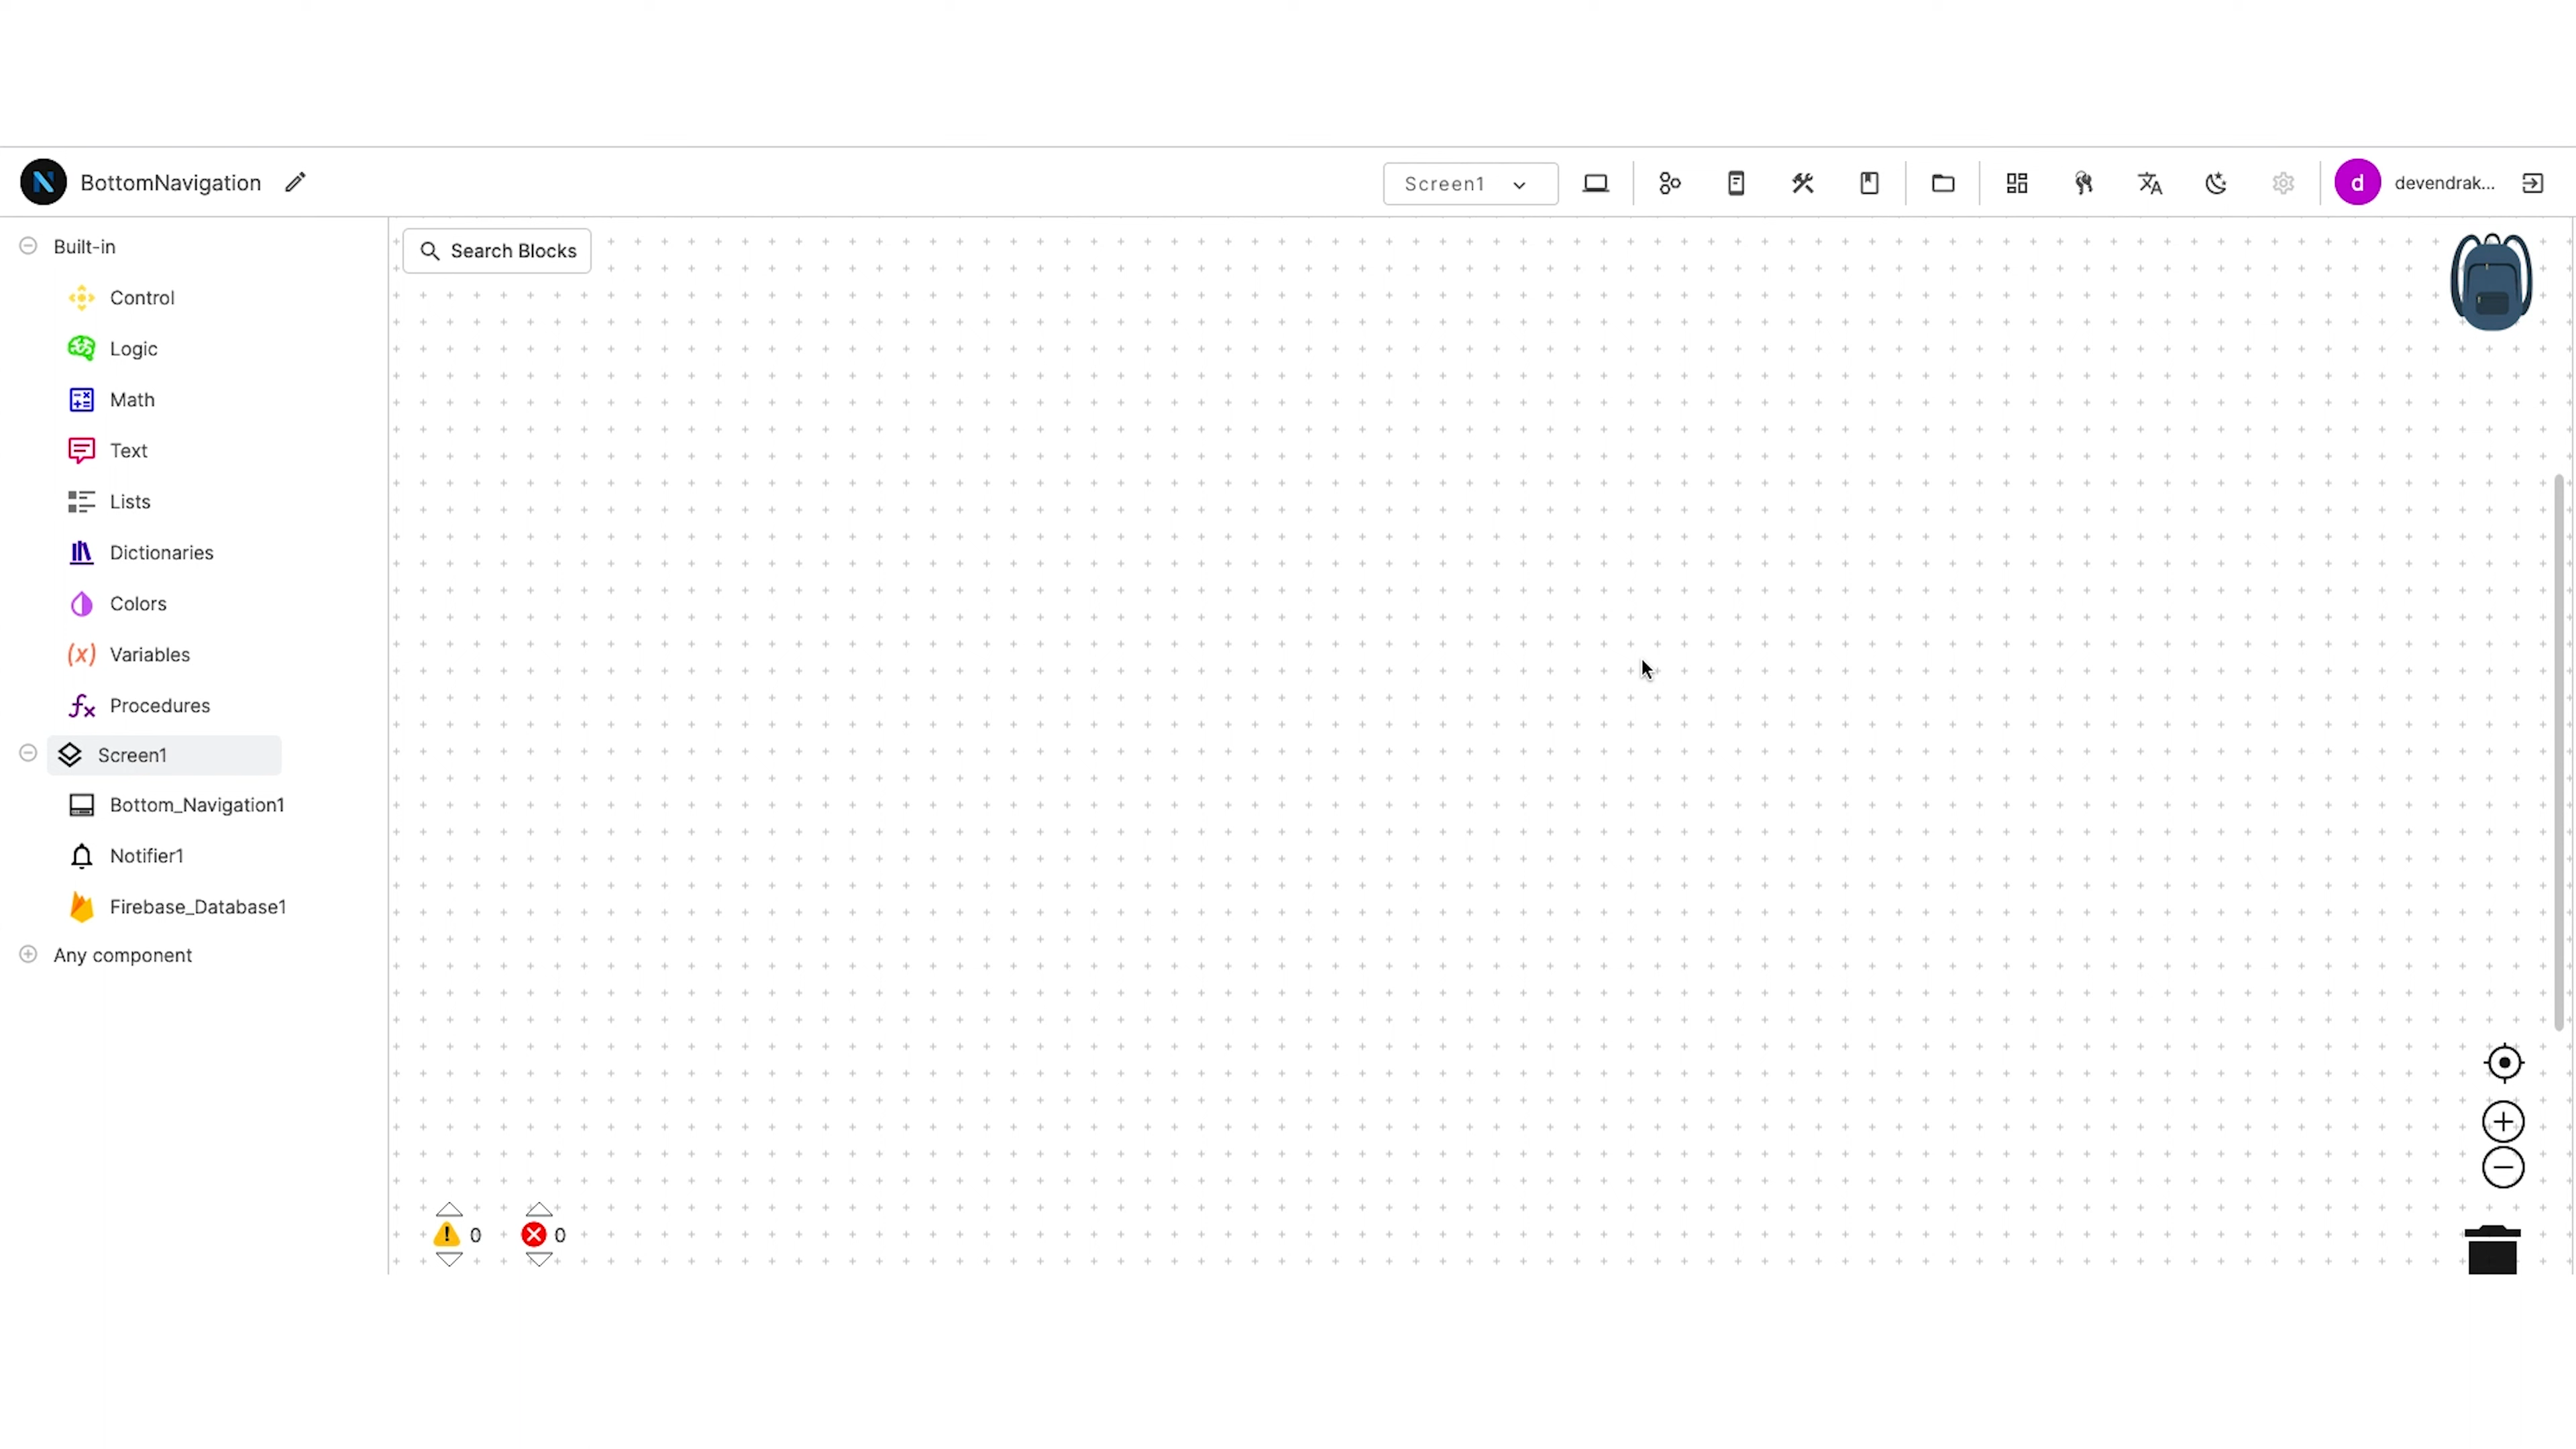 BottomNavigation
Screen1
d
devendrak...
Built-in
Search Blocks
Control
Logic
Math
Text
Lists
Dictionaries
Colors
Variables
Procedures
Screen1
Bottom_Navigation1
Notifier1
Firebase_Database1
Any component
0
0